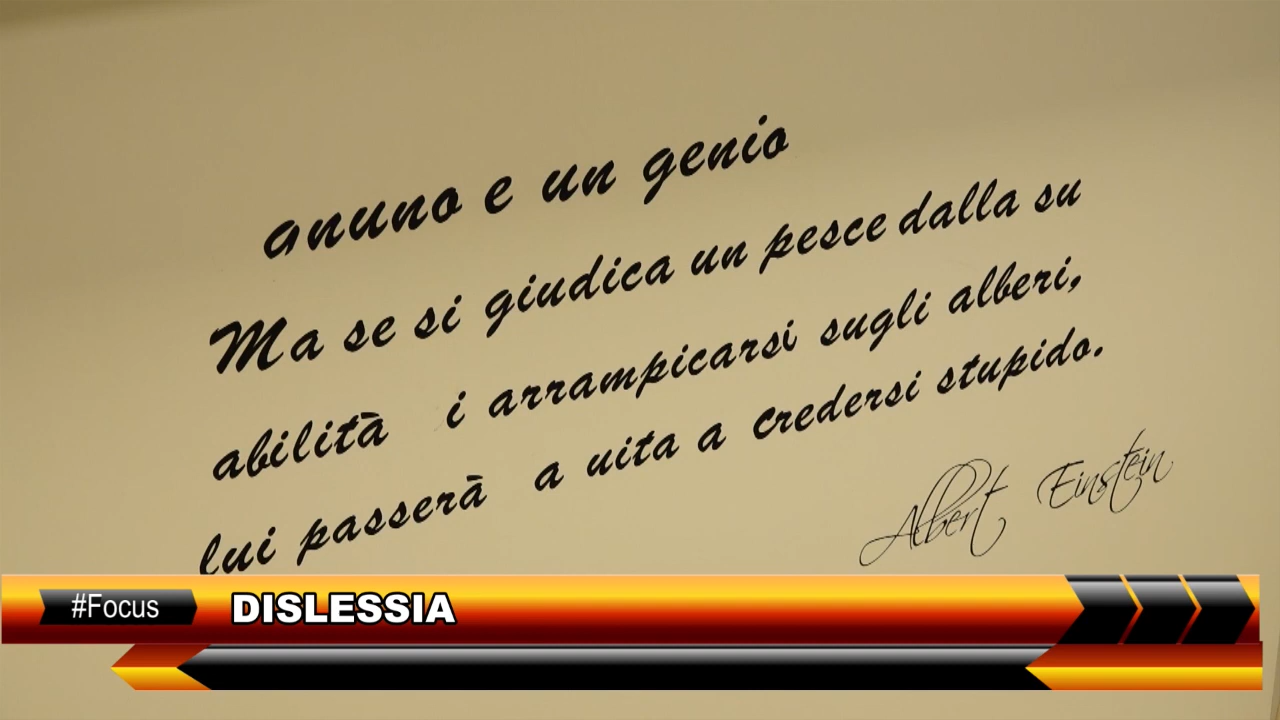 anuno e un genio
Ma se si giudica un pesce dalla su
abilità i arrampicarsi sugli alberi,
lui passerà a vita a credersi stupido.
Albert Einstein
#Focus
DISLESSIA